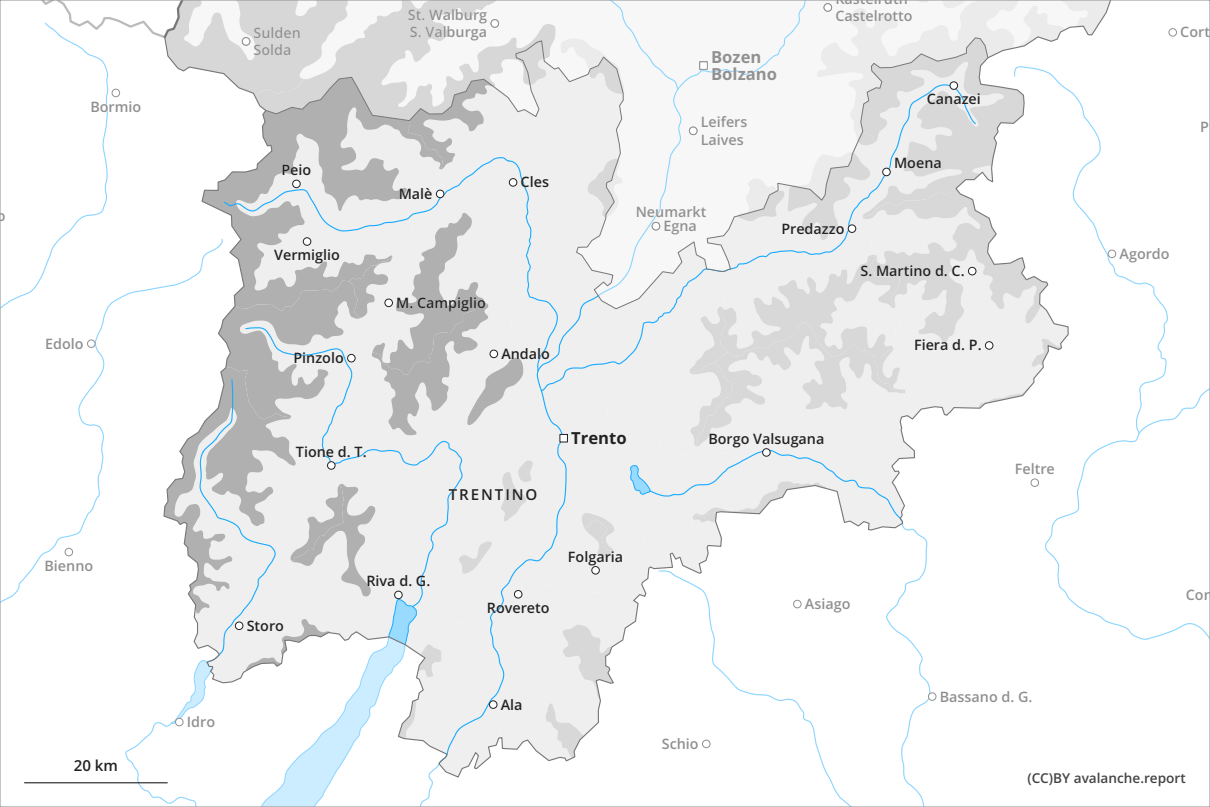 Kastelruth
Castelrotto
St. Walburg
S. Valburga
Sulden
Solda
Cort
Bozen
Bolzano
Bormio
Canazei
Leifers
Laives
P
Moena
Peio
Malè
Cles
Neumarkt
Egna
Predazzo
Vermiglio
Agordo
S. Martino d. C.
M. Campiglio
Edolo
Pinzolo
Andalo
Fiera d. P.
Trento
Borgo Valsugana
Tione d. T.
Feltre
TRENTINO
Bienno
Folgaria
Riva d. G.
Cor
Rovereto
Asiago
Storo
Bassano d. G.
Ala
Idro
Schio
20 km
(CC)BY avalanche.report